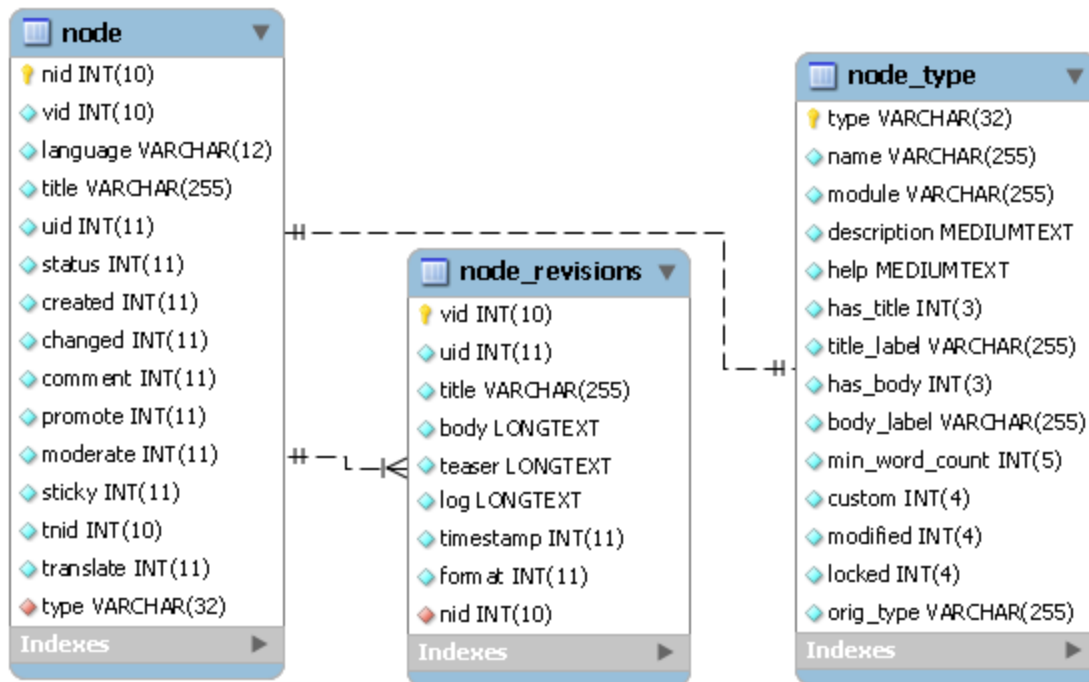 node
nid INT(10)
vid INT(10)
language VARCHAR(12)
title VARCHAR(255)
uid INT(11)
status INT(11)
created INT(11)
changed INT(11)
comment INT(11)
promote INT(11)
moderate INT(11)
sticky INT(11)
tnid INT(10)
translate INT(11)
type VARCHAR(32)
Indexes
node_revisions
vid INT(10)
uid INT(11)
title VARCHAR(255)
body LONGTEXT
teaser LONGTEXT
log LONGTEXT
timestamp INT(11)
format INT(11)
nid INT(10)
Indexes
node_type
type VARCHAR(32)
name VARCHAR(255)
module VARCHAR(255)
description MEDIUMTEXT
help MEDIUMTEXT
has_title INT(3)
title_label VARCHAR(255)
has_body INT(3)
body_label VARCHAR(255)
min_word_count INT(5)
custom INT(4)
modified INT(4)
locked INT(4)
orig_type VARCHAR(255)
Indexes